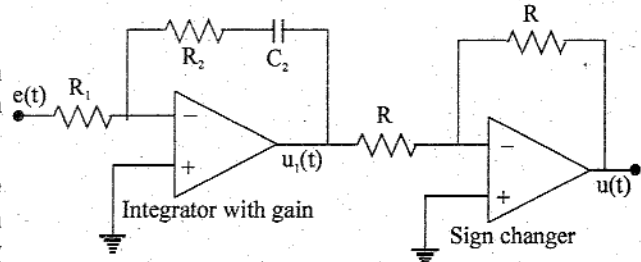 R
R₂
C₂
e(t)
R₁
−
+
u₁(t)
R
−
+
u(t)
Integrator with gain
Sign changer